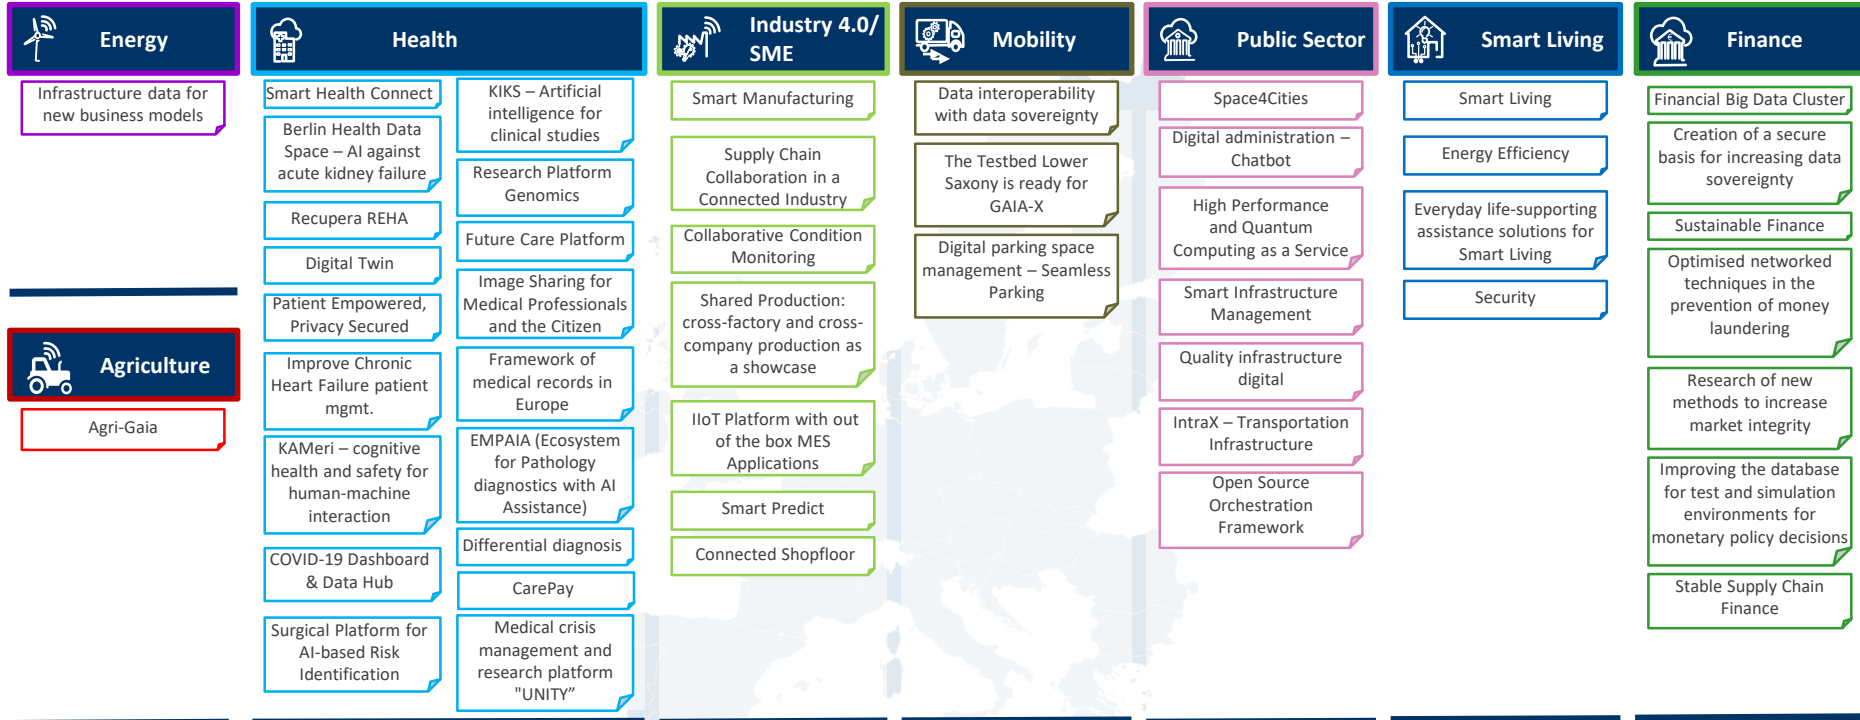 Energy
Infrastructure data for
new business models
Agriculture
Agri-Gaia
Health
Smart Health Connect
Berlin Health Data
Space – AI against
acute kidney failure
Recupera REHA
Digital Twin
Patient Empowered,
Privacy Secured
Improve Chronic
Heart Failure patient
mgmt.
KAMeri – cognitive
health and safety for
human-machine
interaction
COVID-19 Dashboard
& Data Hub
Surgical Platform for
AI-based Risk
Identification
KIKS – Artificial
intelligence for
clinical studies
Research Platform
Genomics
Future Care Platform
Image Sharing for
Medical Professionals
and the Citizen
Framework of
medical records in
Europe
EMPAIA (Ecosystem
for Pathology
diagnostics with AI
Assistance)
Differential diagnosis
CarePay
Medical crisis
management and
research platform
"UNITY”
Industry 4.0/
SME
Smart Manufacturing
Supply Chain
Collaboration in a
Connected Industry
Collaborative Condition
Monitoring
Shared Production:
cross-factory and cross-
company production as
a showcase
IIoT Platform with out
of the box MES
Applications
Smart Predict
Connected Shopfloor
Mobility
Data interoperability
with data sovereignty
The Testbed Lower
Saxony is ready for
GAIA-X
Digital parking space
management – Seamless
Parking
Public Sector
Space4Cities
Digital administration –
Chatbot
High Performance
and Quantum
Computing as a Service
Smart Infrastructure
Management
Quality infrastructure
digital
IntraX – Transportation
Infrastructure
Open Source
Orchestration
Framework
Smart Living
Smart Living
Energy Efficiency
Everyday life-supporting
assistance solutions for
Smart Living
Security
Finance
Financial Big Data Cluster
Creation of a secure
basis for increasing data
sovereignty
Sustainable Finance
Optimised networked
techniques in the
prevention of money
laundering
Research of new
methods to increase
market integrity
Improving the database
for test and simulation
environments for
monetary policy decisions
Stable Supply Chain
Finance